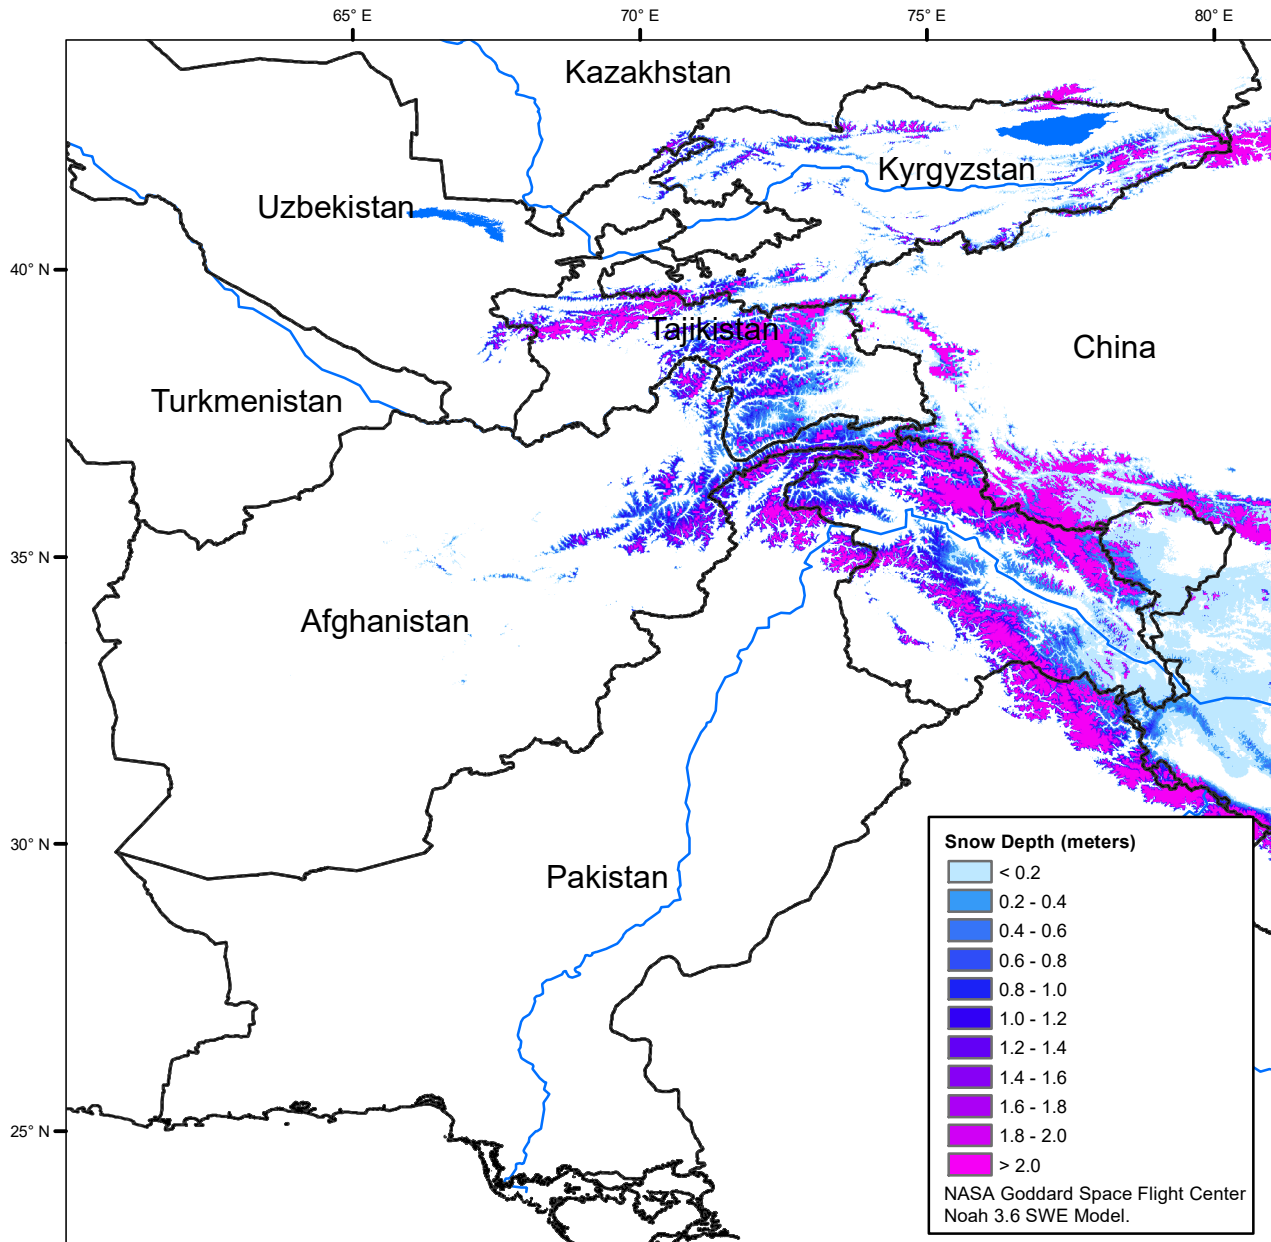 65° E
70° E
75° E
80° E
Kazakhstan
Kyrgyzstan
Uzbekistan
40° N
Tajikistan
China
Turkmenistan
35° N
Afghanistan
30° N
Pakistan
25° N
Snow Depth (meters)
< 0.2
0.2 - 0.4
0.4 - 0.6
0.6 - 0.8
0.8 - 1.0
1.0 - 1.2
1.2 - 1.4
1.4 - 1.6
1.6 - 1.8
1.8 - 2.0
> 2.0
NASA Goddard Space Flight Center
Noah 3.6 SWE Model.